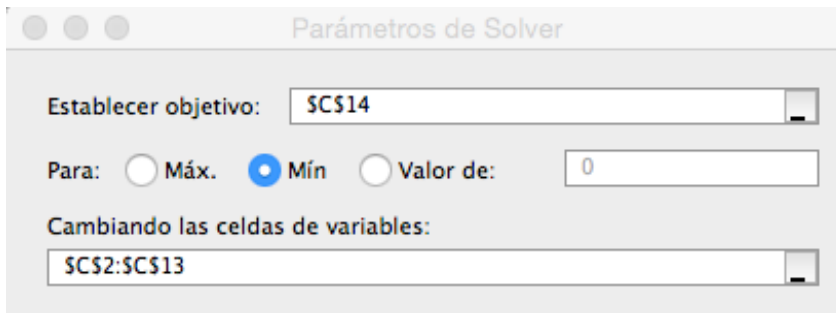 Parámetros de Solver
Establecer objetivo: $C$14
Para: Máx. Mín Valor de: 0
Cambiando las celdas de variables:
$C$2:$C$13